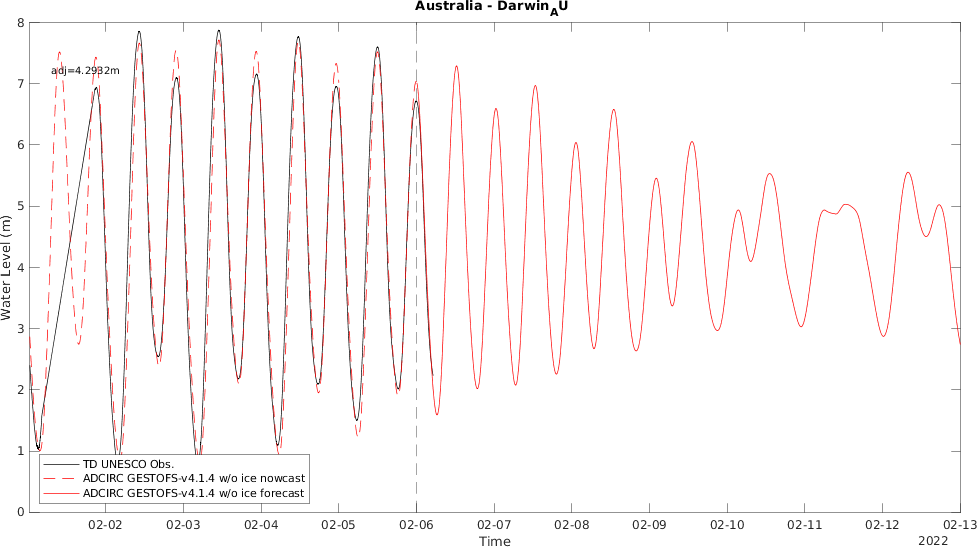 Australia - Darwin_AU
8
7
6
5
4
3
2
1
0
Water Level (m)
adj=4.2932m
TD UNESCO Obs.
ADCIRC GESTOFS-v4.1.4 w/o ice nowcast
ADCIRC GESTOFS-v4.1.4 w/o ice forecast
02-02 02-03 02-04 02-05 02-06 02-07 02-08 02-09 02-10 02-11 02-12 02-13
Time
2022